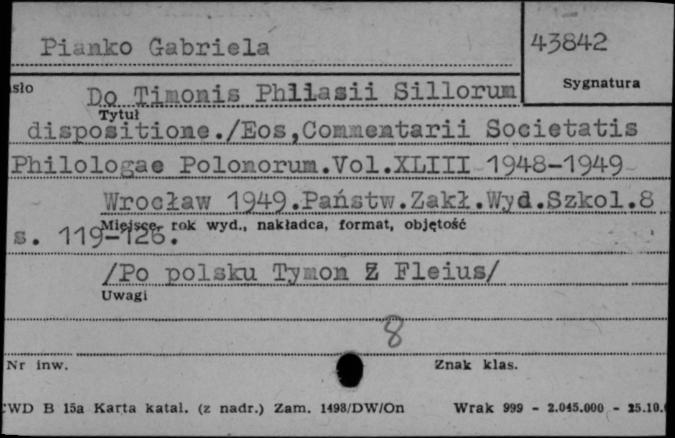 Pianko Gabriela
43842
sło
Sygnatura
Do Timonis Phliasii Sillorum
Tytuł
dispositione./Eos,Commentarii Societatis
Philologae Polonorum.Vol.XLIII 1948-1949
Wrocław 1949.Państw.Zakł.Wyd.Szkol.8
Miejsce, rok wyd., nakładca, format, objętość
s. 119-126.
/Po polsku Tymon Z Fleius/
Uwagi
8
Nr inw.
Znak klas.
WD B 15a Karta katal. (z nadr.) Zam. 1498/DW/On
Wrak 999 - 2.045.000 - 25.10.